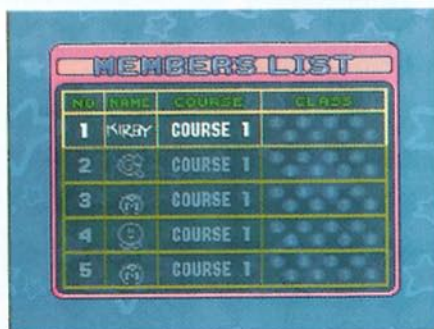 MEMBERS LIST
NO NAME COURSE CLASS
1 KIRBY COURSE 1
2 COURSE 1
3 COURSE 1
4 COURSE 1
5 COURSE 1